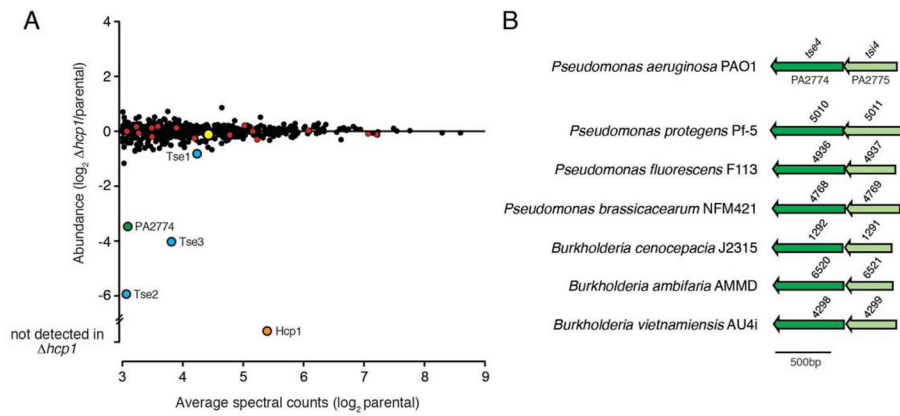 A
4
2
0
-2
-4
-6
not detected in
Δhcp1
Abundance (log2 Δhcp1/parental)
Tse1
PA2774
Tse3
Tse2
Hcp1
3 4 5 6 7 8 9
Average spectral counts (log2 parental)
B
tse4 tsi4
Pseudomonas aeruginosa PAO1
PA2774 PA2775
5010 5011
Pseudomonas protegens Pf-5
4936 4937
Pseudomonas fluorescens F113
4768 4769
Pseudomonas brassicacearum NFM421
1292 1291
Burkholderia cenocepacia J2315
6520 6521
Burkholderia ambifaria AMMD
4298 4299
Burkholderia vietnamiensis AU4i
500bp